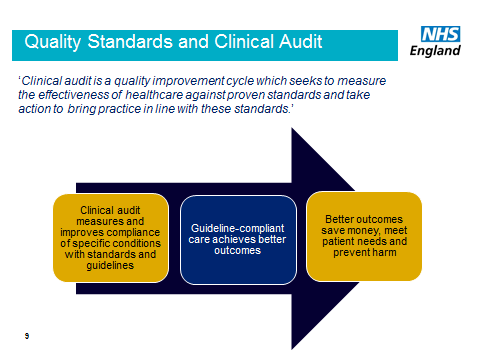 Quality Standards and Clinical Audit
NHS
England
‘Clinical audit is a quality improvement cycle which seeks to measure
the effectiveness of healthcare against proven standards and take
action to bring practice in line with these standards.’
Clinical audit
measures and
improves compliance
of specific conditions
with standards and
guidelines
Guideline-compliant
care achieves better
outcomes
Better outcomes
save money, meet
patient needs and
prevent harm
9